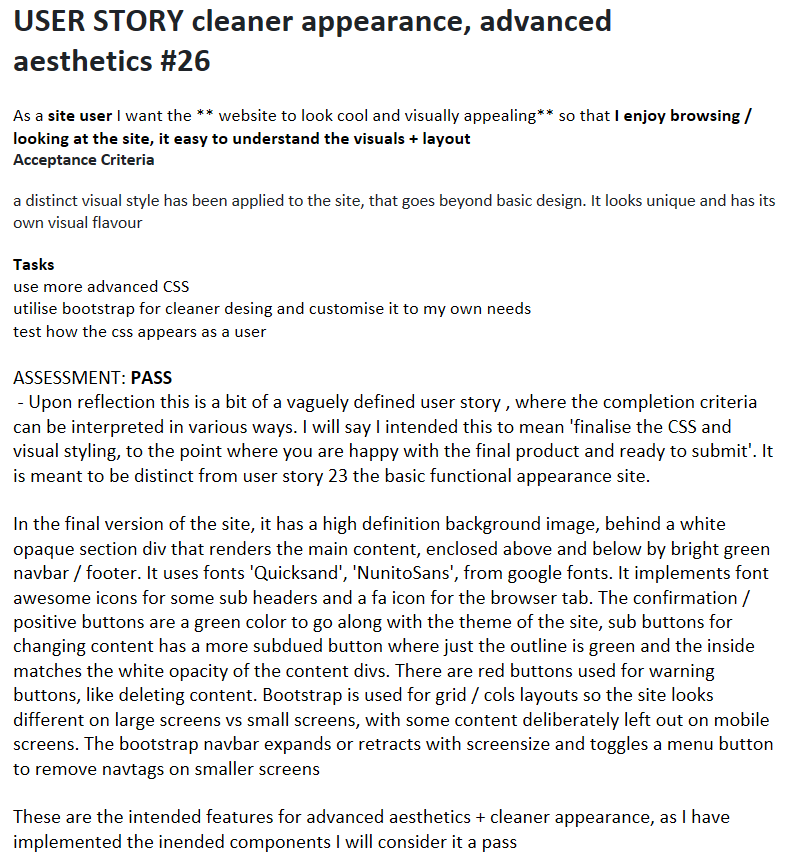 USER STORY cleaner appearance, advanced
aesthetics #26
As a site user I want the ** website to look cool and visually appealing** so that I enjoy browsing /
looking at the site, it easy to understand the visuals + layout
Acceptance Criteria
a distinct visual style has been applied to the site, that goes beyond basic design. It looks unique and has its
own visual flavour
Tasks
use more advanced CSS
utilise bootstrap for cleaner desing and customise it to my own needs
test how the css appears as a user
ASSESSMENT: PASS
- Upon reflection this is a bit of a vaguely defined user story , where the completion criteria
can be interpreted in various ways. I will say I intended this to mean 'finalise the CSS and
visual styling, to the point where you are happy with the final product and ready to submit'. It
is meant to be distinct from user story 23 the basic functional appearance site.
In the final version of the site, it has a high definition background image, behind a white
opaque section div that renders the main content, enclosed above and below by bright green
navbar / footer. It uses fonts 'Quicksand', 'NunitoSans', from google fonts. It implements font
awesome icons for some sub headers and a fa icon for the browser tab. The confirmation /
positive buttons are a green color to go along with the theme of the site, sub buttons for
changing content has a more subdued button where just the outline is green and the inside
matches the white opacity of the content divs. There are red buttons used for warning
buttons, like deleting content. Bootstrap is used for grid / cols layouts so the site looks
different on large screens vs small screens, with some content deliberately left out on mobile
screens. The bootstrap navbar expands or retracts with screensize and toggles a menu button
to remove navtags on smaller screens
These are the intended features for advanced aesthetics + cleaner appearance, as I have
implemented the inended components I will consider it a pass